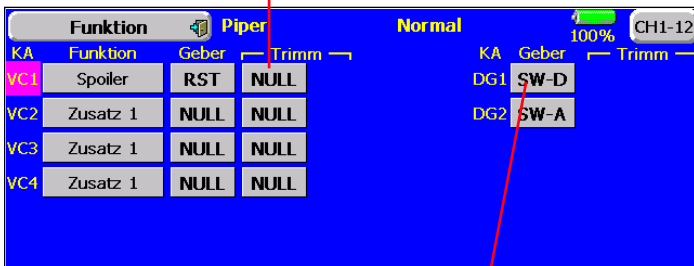 Funktion Piper Normal 100% CH1-12
KA Funktion Geber Trimm KA Geber Trimm
VC1 Spoiler RST NULL DG1 SW-D
VC2 Zusatz 1 NULL NULL DG2 SW-A
VC3 Zusatz 1 NULL NULL
VC4 Zusatz 1 NULL NULL